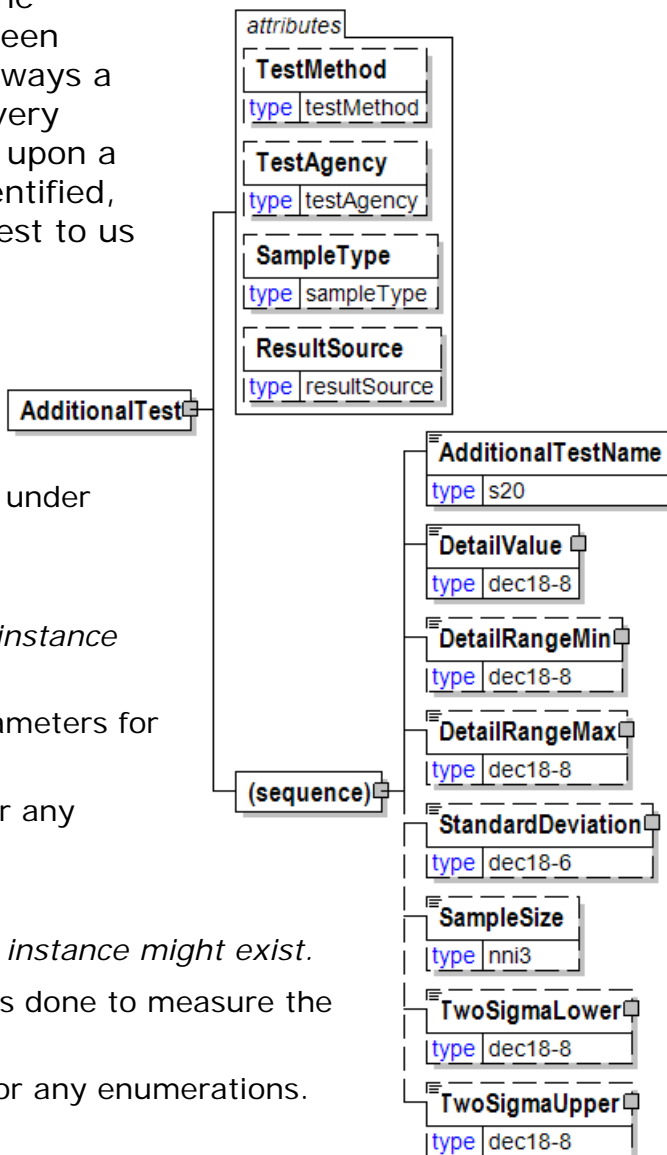 ne
een
ways a
very
upon a
entified,
est to us
under
instance
ameters for
r any
instance might exist.
s done to measure the
or any enumerations.
AdditionalTest
attributes
TestMethod
type testMethod
TestAgency
type testAgency
SampleType
type sampleType
ResultSource
type resultSource
(sequence)
AdditionalTestName
type s20
DetailValue
type dec18-8
DetailRangeMin
type dec18-8
DetailRangeMax
type dec18-8
StandardDeviation
type dec18-6
SampleSize
type nni3
TwoSigmaLower
type dec18-8
TwoSigmaUpper
type dec18-8